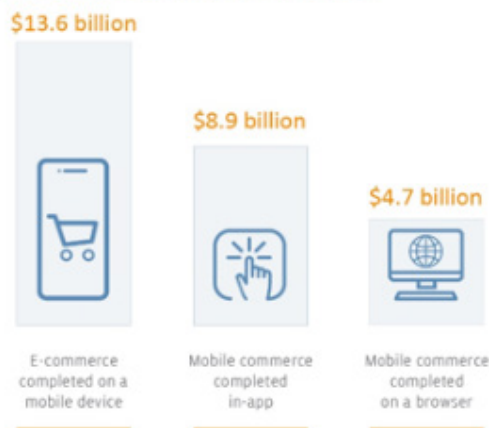 $13.6 billion
$8.9 billion
$4.7 billion
E-commerce
completed on a
mobile device
Mobile commerce
completed
in-app
Mobile commerce
completed
on a browser